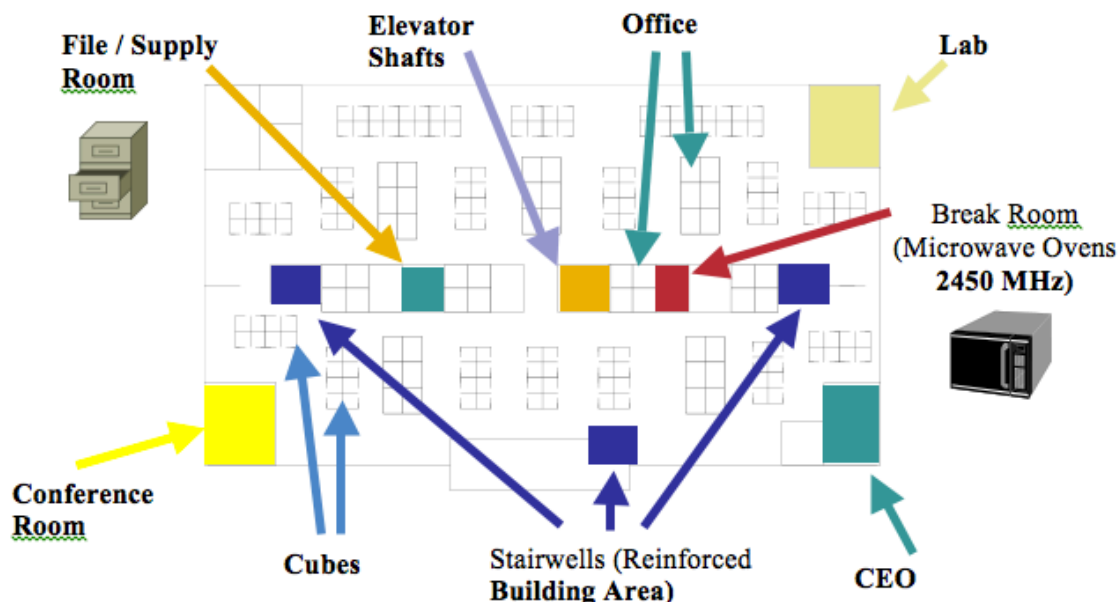 File / Supply
Room
Elevator
Shafts
Office
Lab
Break Room
(Microwave Ovens
2450 MHz)
Conference
Room
Cubes
Stairwells (Reinforced
Building Area)
CEO